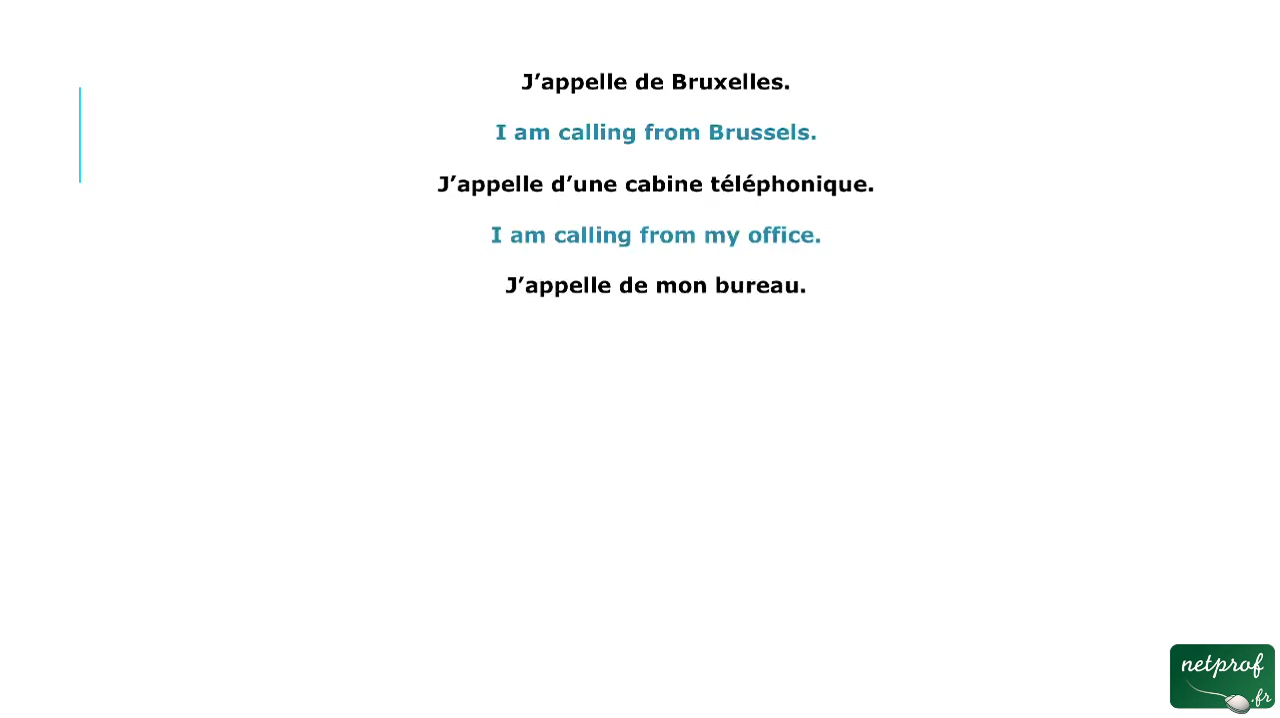 J’appelle de Bruxelles.
I am calling from Brussels.
J’appelle d’une cabine téléphonique.
I am calling from my office.
J’appelle de mon bureau.
netprof
.fr